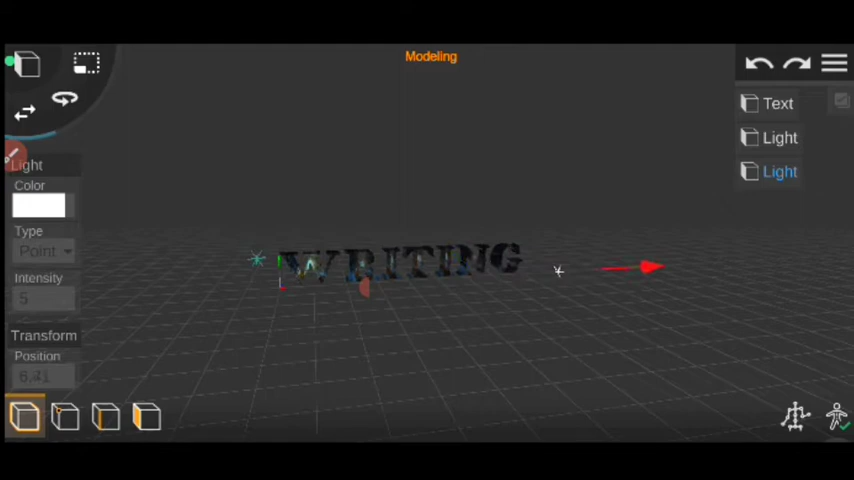 Modeling
Text
Light
Light
Light
Color
Type
Point
Intensity
5
Transform
Position
WRITING